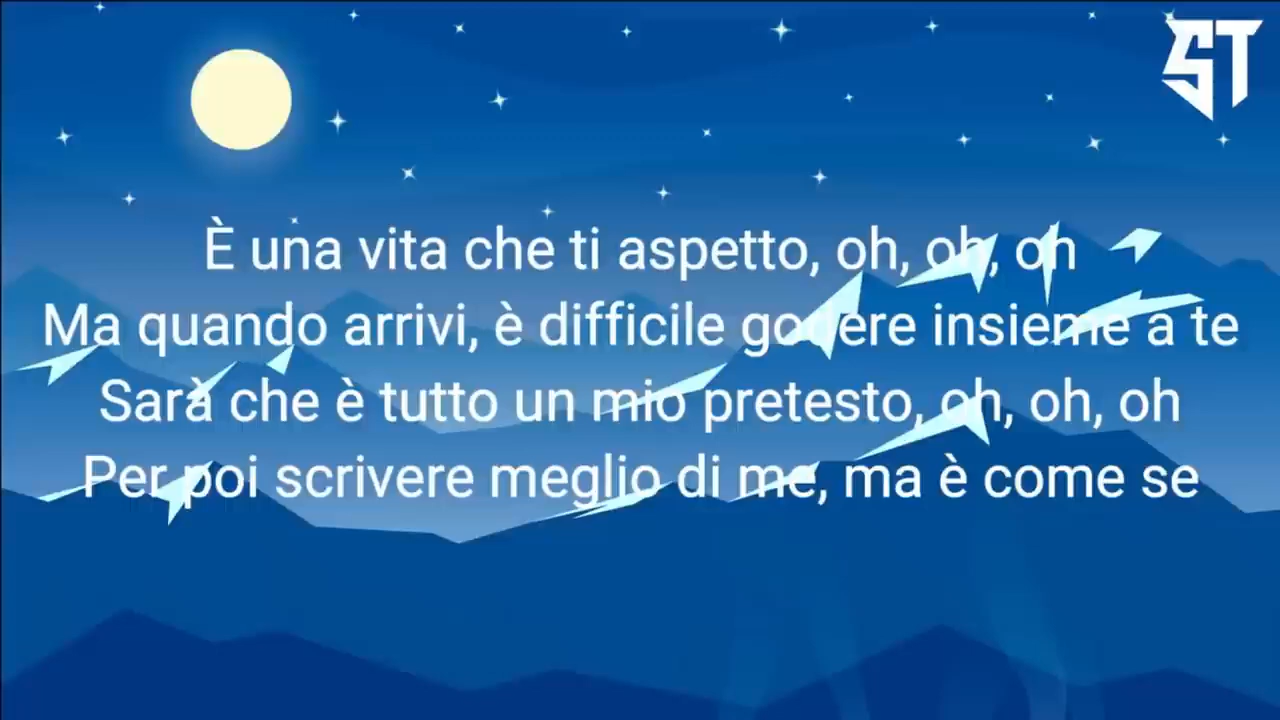 ST
È una vita che ti aspetto, oh, oh, oh
Ma quando arrivi, è difficile godere insieme a te
Sarà che è tutto un mio pretesto, oh, oh, oh
Per poi scrivere meglio di me, ma è come se